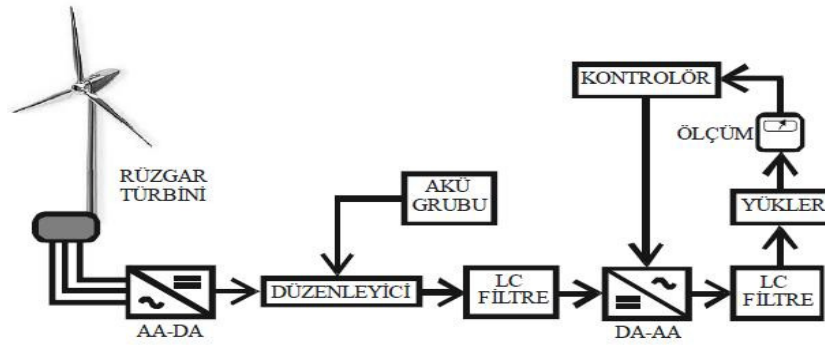 RÜZGAR
TÜRBİNİ
AA-DA
DÜZENLEYİCİ
AKÜ
GRUBU
LC
FİLTRE
DA-AA
KONTROLÖR
ÖLÇÜM
YÜKLER
LC
FİLTRE